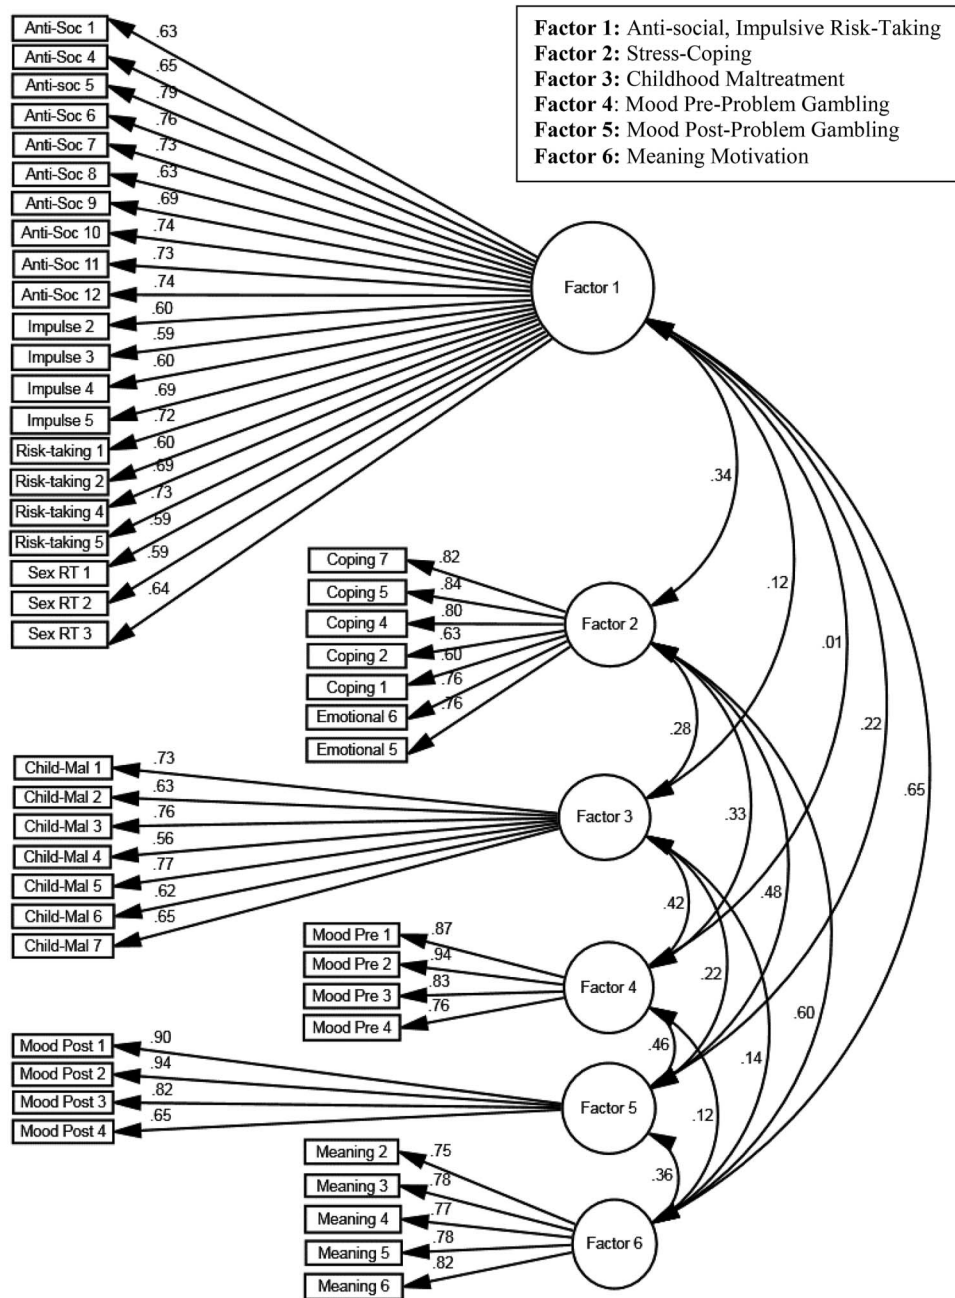 Factor 1: Anti-social, Impulsive Risk-Taking
Factor 2: Stress-Coping
Factor 3: Childhood Maltreatment
Factor 4: Mood Pre-Problem Gambling
Factor 5: Mood Post-Problem Gambling
Factor 6: Meaning Motivation
Anti-Soc 1
.63
Anti-Soc 4
.65
Anti-soc 5
.79
Anti-Soc 6
.76
Anti-Soc 7
.73
Anti-Soc 8
.63
Anti-Soc 9
.69
Anti-Soc 10
.74
Anti-Soc 11
.73
Anti-Soc 12
.74
Impulse 2
.60
Impulse 3
.59
Impulse 4
.60
Impulse 5
.69
Risk-taking 1
.72
Risk-taking 2
.60
Risk-taking 4
.69
Risk-taking 5
.73
Sex RT 1
.59
Sex RT 2
.59
Sex RT 3
.64
Factor 1
.34
.12
.01
.22
.65
Coping 7
.82
Coping 5
.84
Coping 4
.80
Coping 2
.63
Coping 1
.60
Emotional 6
.76
Emotional 5
.76
Factor 2
.28
.33
.48
.60
Child-Mal 1
.73
Child-Mal 2
.63
Child-Mal 3
.76
Child-Mal 4
.56
Child-Mal 5
.77
Child-Mal 6
.62
Child-Mal 7
.65
Factor 3
.42
.22
.14
Mood Pre 1
.87
Mood Pre 2
.94
Mood Pre 3
.83
Mood Pre 4
.76
Factor 4
.46
.12
Mood Post 1
.90
Mood Post 2
.94
Mood Post 3
.82
Mood Post 4
.65
Factor 5
.36
Meaning 2
.75
Meaning 3
.78
Meaning 4
.77
Meaning 5
.78
Meaning 6
.82
Factor 6